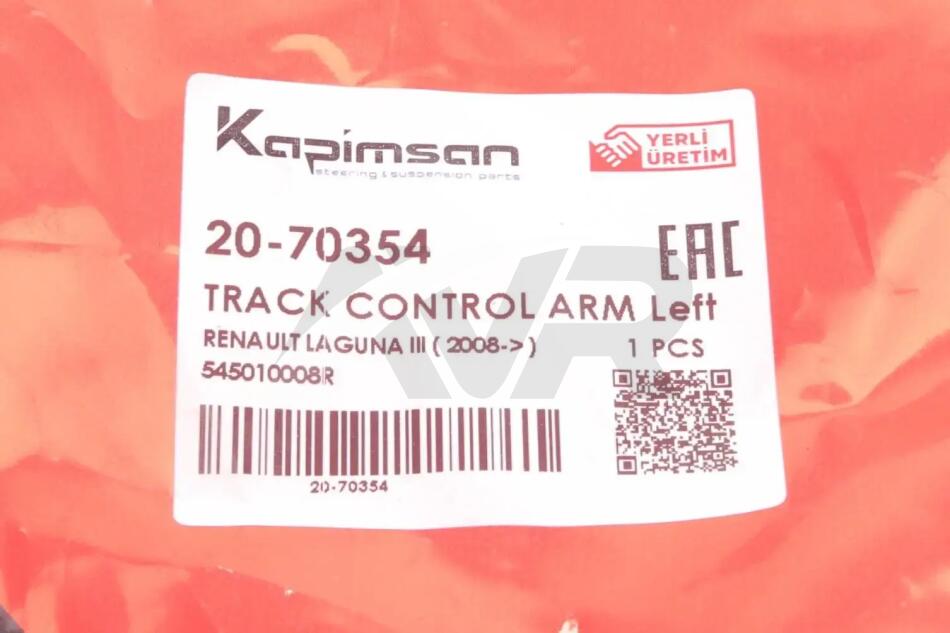 Kapimsan
steering & suspension parts
YERLİ
ÜRETİM
20-70354
EAC
TRACK CONTROL ARM Left
RENAULT LAGUNA III ( 2008-> )
1 PCS
545010008R
20-70354
VR